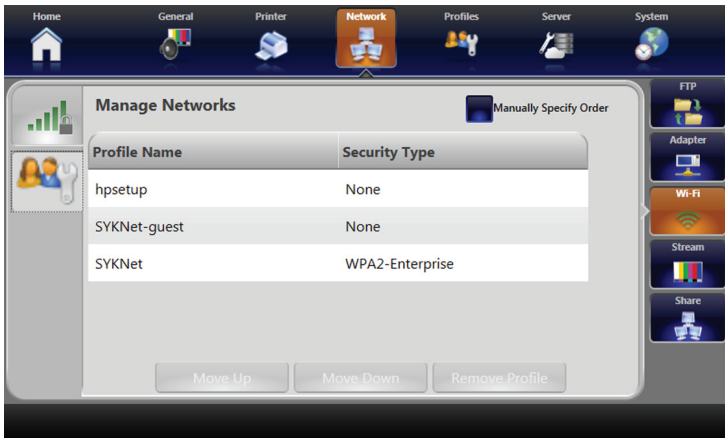 Home General Printer Network Profiles Server System
FTP
Manage Networks Manually Specify Order
Adapter
Profile Name Security Type
hpsetup None
Wi-Fi
SYKNet-guest None
Stream
SYKNet WPA2-Enterprise
Share
Move Up Move Down Remove Profile